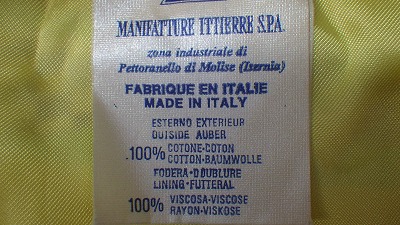 MANIFATTURE ITTIERRE S.P.A.
zona industriale di
Pettoranello di Molise (Isernia)
FABRIQUE EN ITALIE
MADE IN ITALY
ESTERNO EXTERIEUR
OUTSIDE AUBER
.100% COTONE-COTON
COTTON-BAUMWOLLE
FODERA-DOUBLURE
LINING-FUTTERAL
100% VISCOSA-VISCOSE
RAYON-VISKOSE